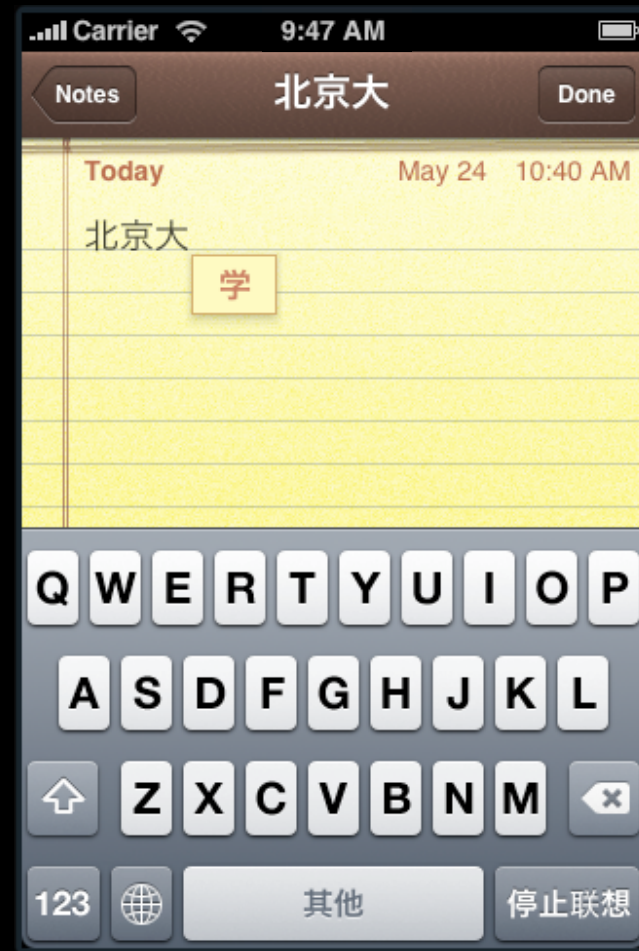 Carrier 9:47 AM
Notes 北京大 Done
Today May 24 10:40 AM
北京大
学
Q W E R T Y U I O P
A S D F G H J K L
Z X C V B N M
123 其他 停止联想